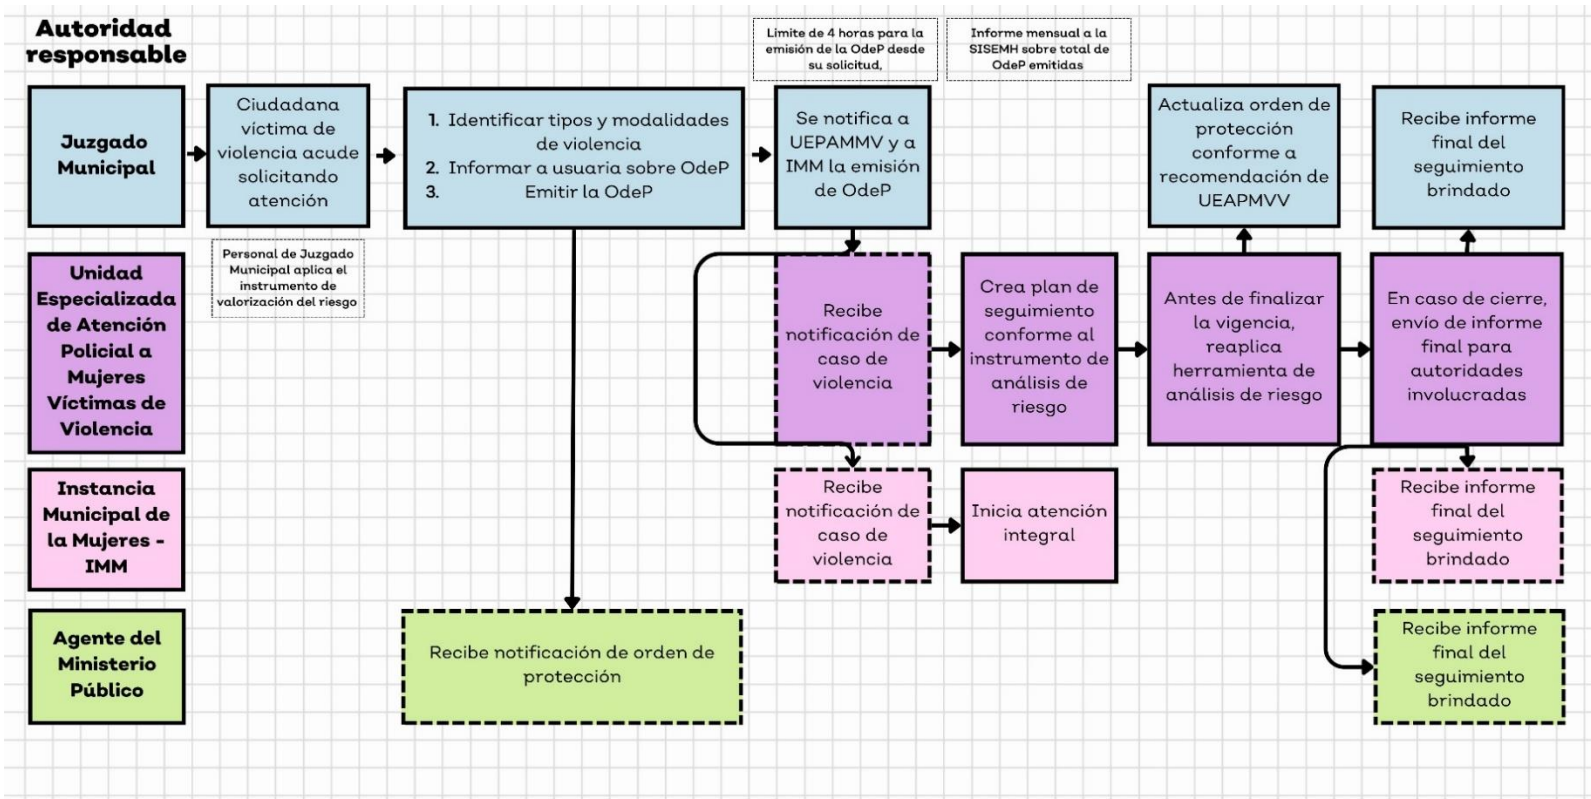 Autoridad
responsable
Limite de 4 horas para la
emisión de la OdeP desde
su solicitud,
Informe mensual a la
SISEMH sobre total de
OdeP emitidas
Juzgado
Municipal
Ciudadana
víctima de
violencia acude
solicitando
atención
1. Identificar tipos y modalidades
de violencia
2. Informar a usuaria sobre OdeP
3. Emitir la OdeP
Se notifica a
UEPAMMV y a
IMM la emisión
de OdeP
Actualiza orden de
protección
conforme a
recomendación de
UEAPMVV
Recibe informe
final del
seguimiento
brindado
Personal de Juzgado
Municipal aplica el
instrumento de
valorización del riesgo
Unidad
Especializada
de Atención
Policial a
Mujeres
Víctimas de
Violencia
Recibe
notificación de
caso de
violencia
Crea plan de
seguimiento
conforme al
instrumento de
análisis de
riesgo
Antes de finalizar
la vigencia,
reaplica
herramienta de
análisis de riesgo
En caso de cierre,
envío de informe
final para
autoridades
involucradas
Instancia
Municipal de
la Mujeres -
IMM
Recibe
notificación de
caso de
violencia
Inicia atención
integral
Recibe informe
final del
seguimiento
brindado
Agente del
Ministerio
Público
Recibe notificación de orden de
protección
Recibe informe
final del
seguimiento
brindado